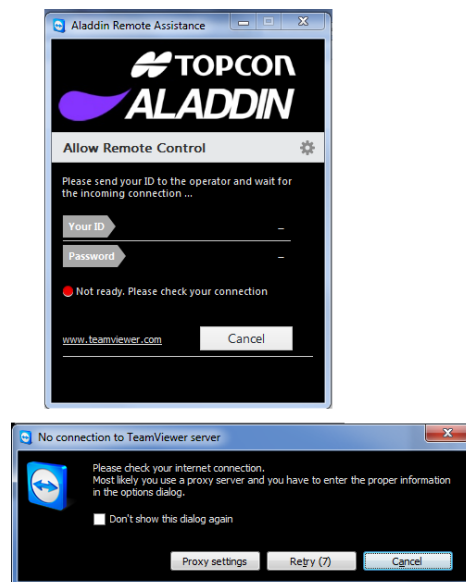 Aladdin Remote Assistance
TOPCON
ALADDIN
Allow Remote Control
Please send your ID to the operator and wait for
the incoming connection ...
Your ID –
Password –
Not ready. Please check your connection
www.teamviewer.com Cancel
No connection to TeamViewer server
Please check your internet connection.
Most likely you use a proxy server and you have to enter the proper information
in the options dialog.
Don't show this dialog again
Proxy settings Retry (7) Cancel